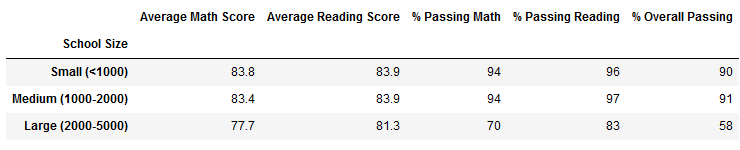 Average Math Score Average Reading Score % Passing Math % Passing Reading % Overall Passing
School Size
Small (<1000) 83.8 83.9 94 96 90
Medium (1000-2000) 83.4 83.9 94 97 91
Large (2000-5000) 77.7 81.3 70 83 58